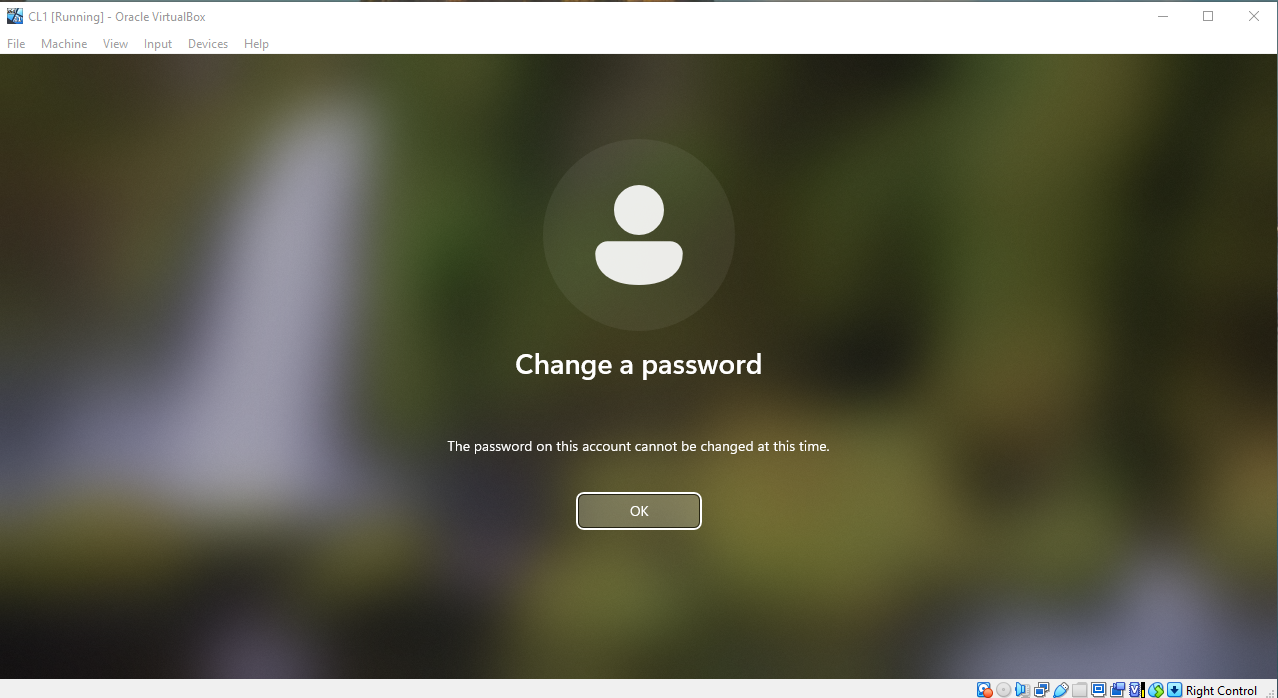 CL1 [Running] - Oracle VirtualBox
File Machine View Input Devices Help
Change a password
The password on this account cannot be changed at this time.
OK
Right Control